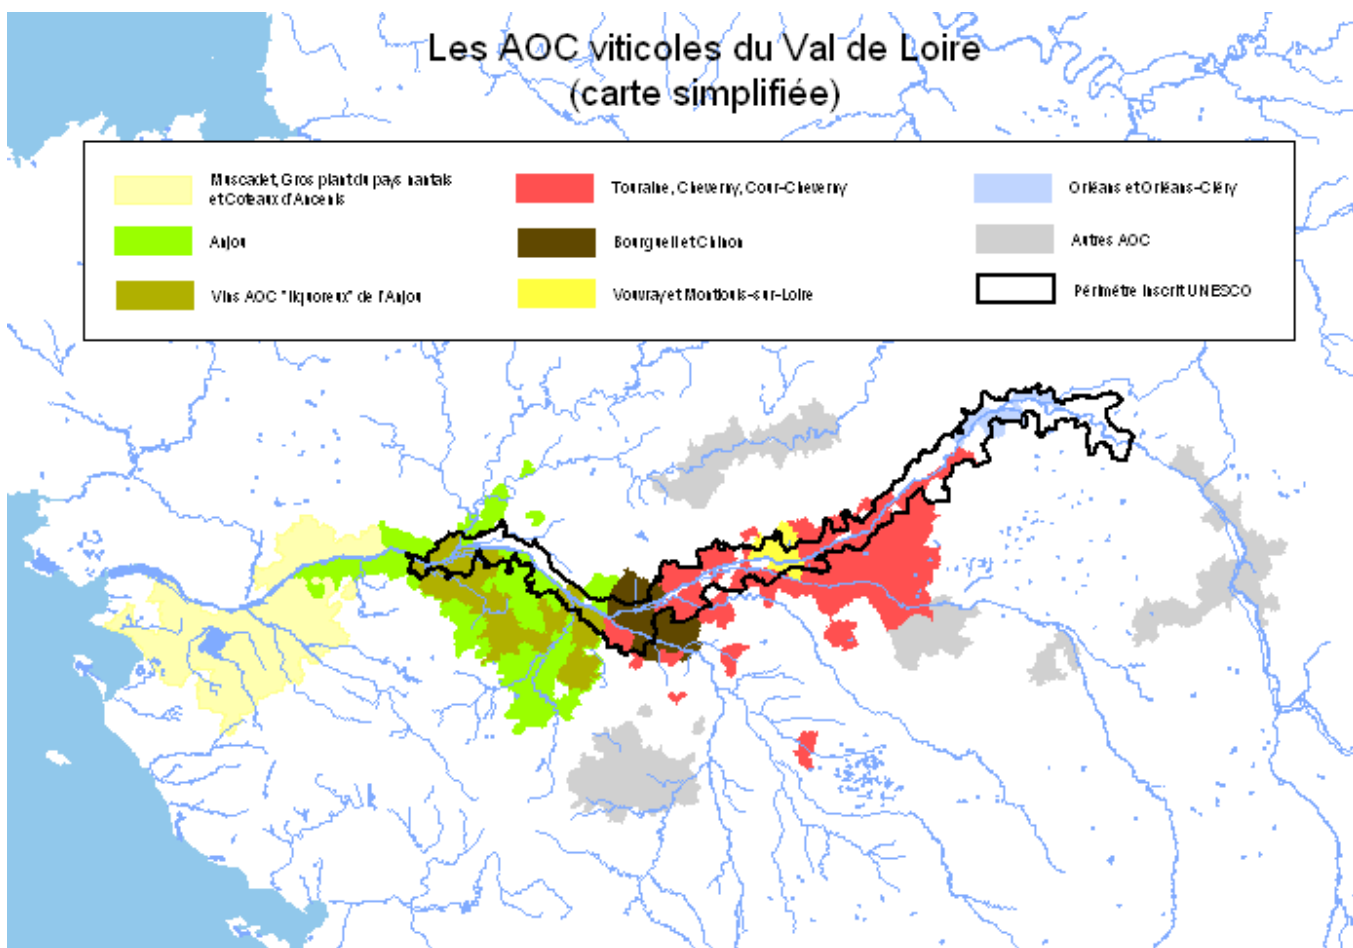 Les AOC viticoles du Val de Loire
(carte simplifiée)
Muscadet, Gros plant du pays nantais
et Coteaux d'Ancenis
Anjou
Vins AOC "liquoreux" de l'Anjou
Touraine, Cheverny, Cour-Cheverny
Bourgueil et Chinon
Vouvray et Montlouis-sur-Loire
Orléans et Orléans-Cléry
Autres AOC
Périmètre inscrit UNESCO